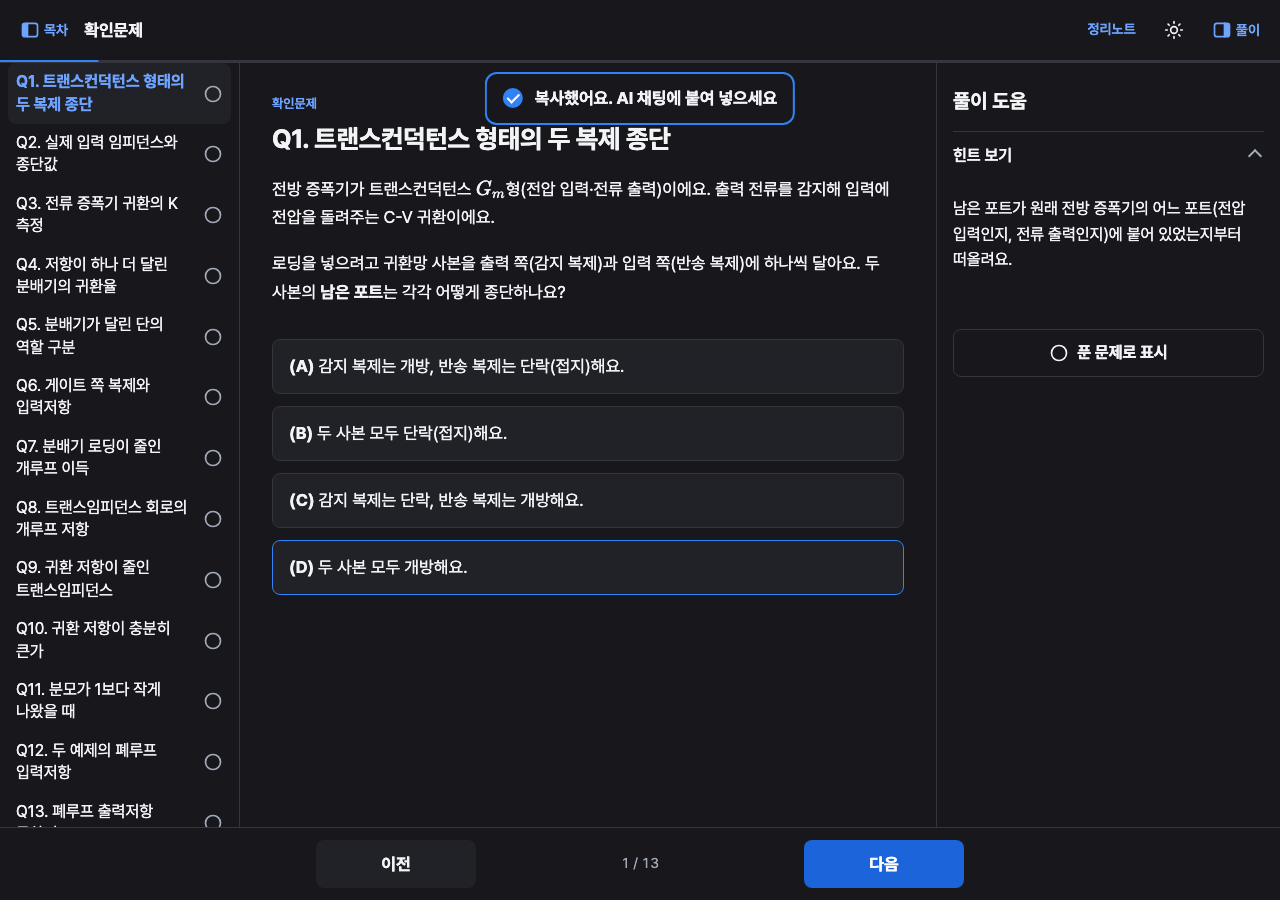 목차
확인문제
정리노트
풀이
복사했어요. AI 채팅에 붙여 넣으세요
Q1. 트랜스컨덕턴스 형태의
두 복제 종단
Q2. 실제 입력 임피던스와
종단값
Q3. 전류 증폭기 귀환의 K
측정
Q4. 저항이 하나 더 달린
분배기의 귀환율
Q5. 분배기가 달린 단의
역할 구분
Q6. 게이트 쪽 복제와
입력저항
Q7. 분배기 로딩이 줄인
개루프 이득
Q8. 트랜스임피던스 회로의
개루프 저항
Q9. 귀환 저항이 줄인
트랜스임피던스
Q10. 귀환 저항이 충분히
큰가
Q11. 분모가 1보다 작게
나왔을 때
Q12. 두 예제의 폐루프
입력저항
Q13. 폐루프 출력저항
확인문제
Q1. 트랜스컨덕턴스 형태의 두 복제 종단
전방 증폭기가 트랜스컨덕턴스 Gm형(전압 입력·전류 출력)이에요. 출력 전류를 감지해 입력에
전압을 돌려주는 C-V 귀환이에요.
로딩을 넣으려고 귀환망 사본을 출력 쪽(감지 복제)과 입력 쪽(반송 복제)에 하나씩 달아요. 두
사본의 남은 포트는 각각 어떻게 종단하나요?
(A) 감지 복제는 개방, 반송 복제는 단락(접지)해요.
(B) 두 사본 모두 단락(접지)해요.
(C) 감지 복제는 단락, 반송 복제는 개방해요.
(D) 두 사본 모두 개방해요.
풀이 도움
힌트 보기
남은 포트가 원래 전방 증폭기의 어느 포트(전압
입력인지, 전류 출력인지)에 붙어 있었는지부터
떠올려요.
푼 문제로 표시
이전
1 / 13
다음